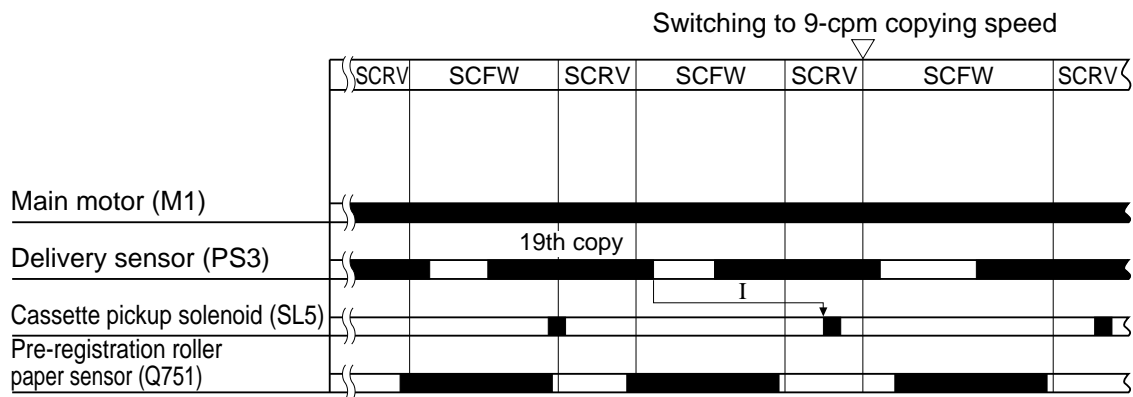 Switching to 9-cpm copying speed
SCRV SCFW SCRV SCFW SCRV SCFW SCRV
Main motor (M1)
19th copy
Delivery sensor (PS3)
I
Cassette pickup solenoid (SL5)
Pre-registration roller
paper sensor (Q751)